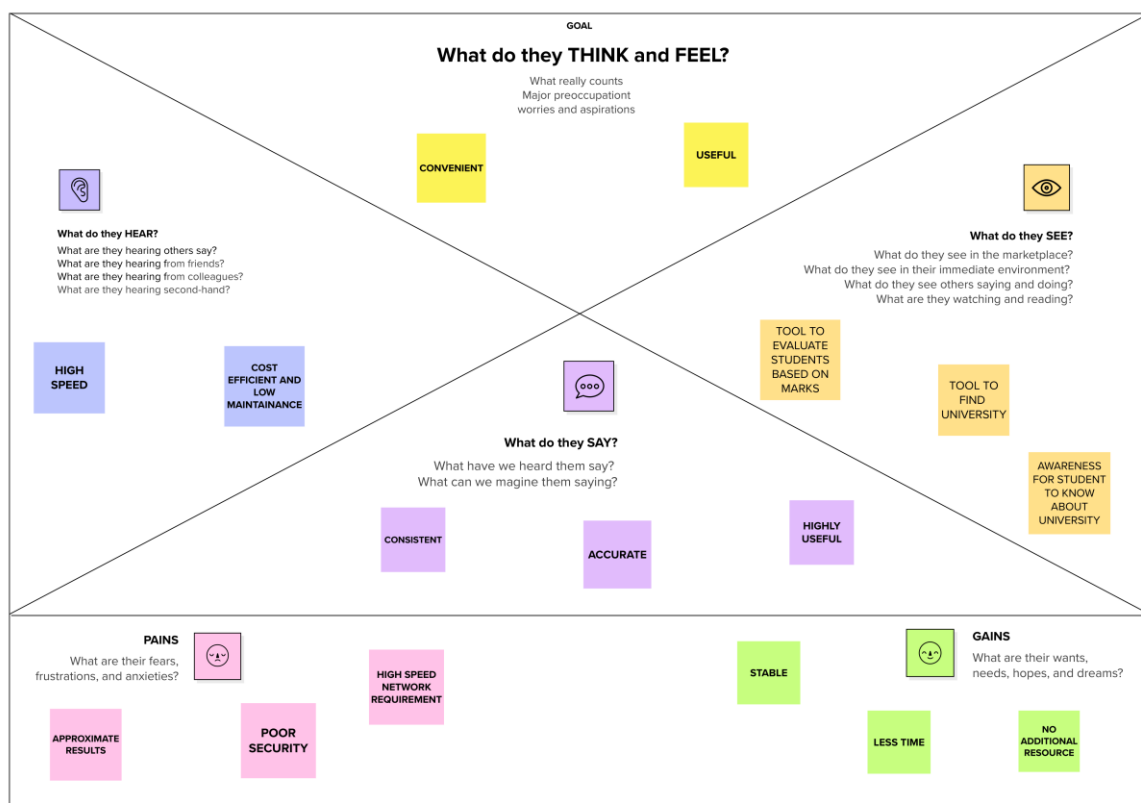 GOAL
What do they THINK and FEEL?
What really counts
Major preoccupationt
worries and aspirations
CONVENIENT
USEFUL
What do they HEAR?
What are they hearing others say?
What are they hearing from friends?
What are they hearing from colleagues?
What are they hearing second-hand?
HIGH
SPEED
COST
EFFICIENT AND
LOW
MAINTAINANCE
What do they SEE?
What do they see in the marketplace?
What do they see in their immediate environment?
What do they see others saying and doing?
What are they watching and reading?
TOOL TO
EVALUATE
STUDENTS
BASED ON
MARKS
TOOL TO
FIND
UNIVERSITY
AWARENESS
FOR STUDENT
TO KNOW
ABOUT
UNIVERSITY
What do they SAY?
What have we heard them say?
What can we magine them saying?
CONSISTENT
ACCURATE
HIGHLY
USEFUL
PAINS
What are their fears,
frustrations, and anxieties?
APPROXIMATE
RESULTS
POOR
SECURITY
HIGH SPEED
NETWORK
REQUIREMENT
GAINS
What are their wants,
needs, hopes, and dreams?
STABLE
LESS TIME
NO
ADDITIONAL
RESOURCE